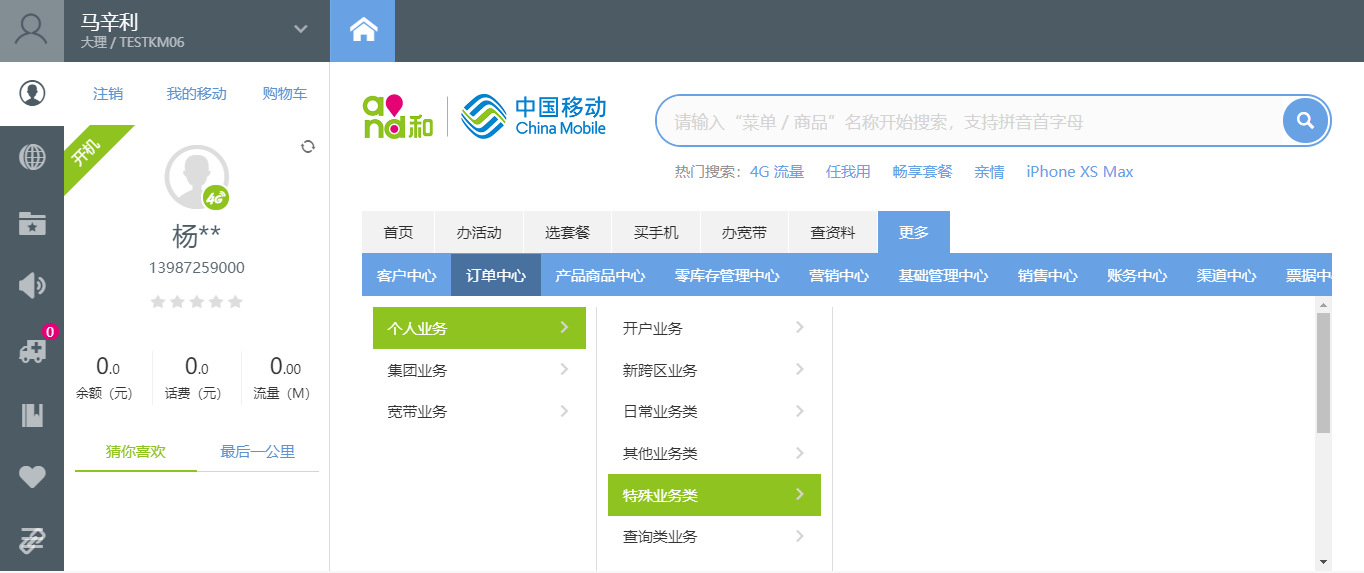 马辛利
大理 / TESTKM06
注销 我的移动 购物车
开机
4G
杨**
13987259000
0
0.0 0.0 0.00
余额（元） 话费（元） 流量（M）
猜你喜欢 最后一公里
and和 中国移动
China Mobile
请输入“菜单 / 商品”名称开始搜索，支持拼音首字母
热门搜索： 4G 流量 任我用 畅享套餐 亲情 iPhone XS Max
首页 办活动 选套餐 买手机 办宽带 查资料 更多
客户中心 订单中心 产品商品中心 零库存管理中心 营销中心 基础管理中心 销售中心 账务中心 渠道中心 票据中
个人业务
集团业务
宽带业务
开户业务
新跨区业务
日常业务类
其他业务类
特殊业务类
查询类业务